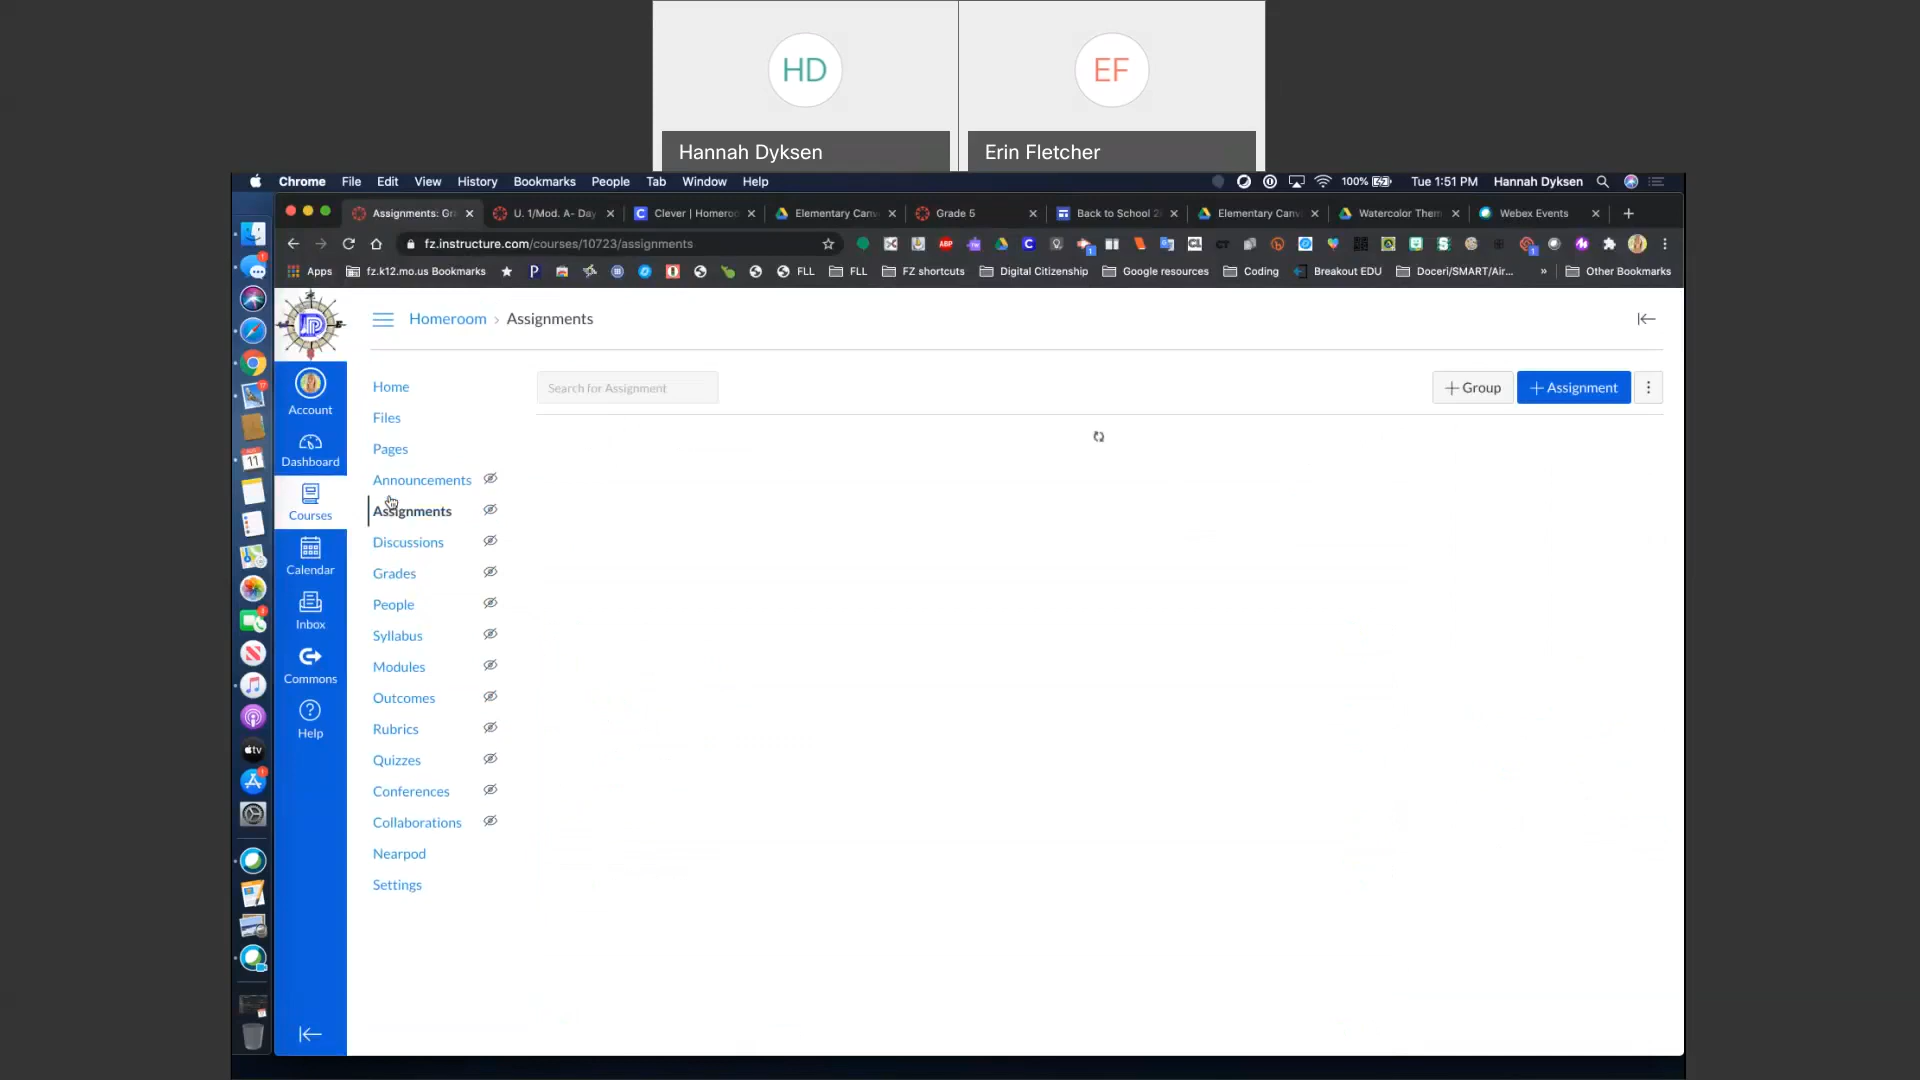 HD
EF
Hannah Dyksen
Erin Fletcher
Chrome File Edit View History Bookmarks People Tab Window Help
100% Tue 1:51 PM Hannah Dyksen
Assignments: Gr
U. 1/Mod. A- Day
Clever | Homeroo
Elementary Canv
Grade 5
Back to School 2
Elementary Canv
Watercolor Them
Webex Events
fz.instructure.com/courses/10723/assignments
Apps
fz.k12.mo.us Bookmarks
FLL
FLL
FZ shortcuts
Digital Citizenship
Google resources
Coding
Breakout EDU
Doceri/SMART/Air...
»
Other Bookmarks
Homeroom › Assignments
Account
Dashboard
Courses
Calendar
Inbox
Commons
Help
Home
Files
Pages
Announcements
Assignments
Discussions
Grades
People
Syllabus
Modules
Outcomes
Rubrics
Quizzes
Conferences
Collaborations
Nearpod
Settings
Search for Assignment
+ Group
+ Assignment